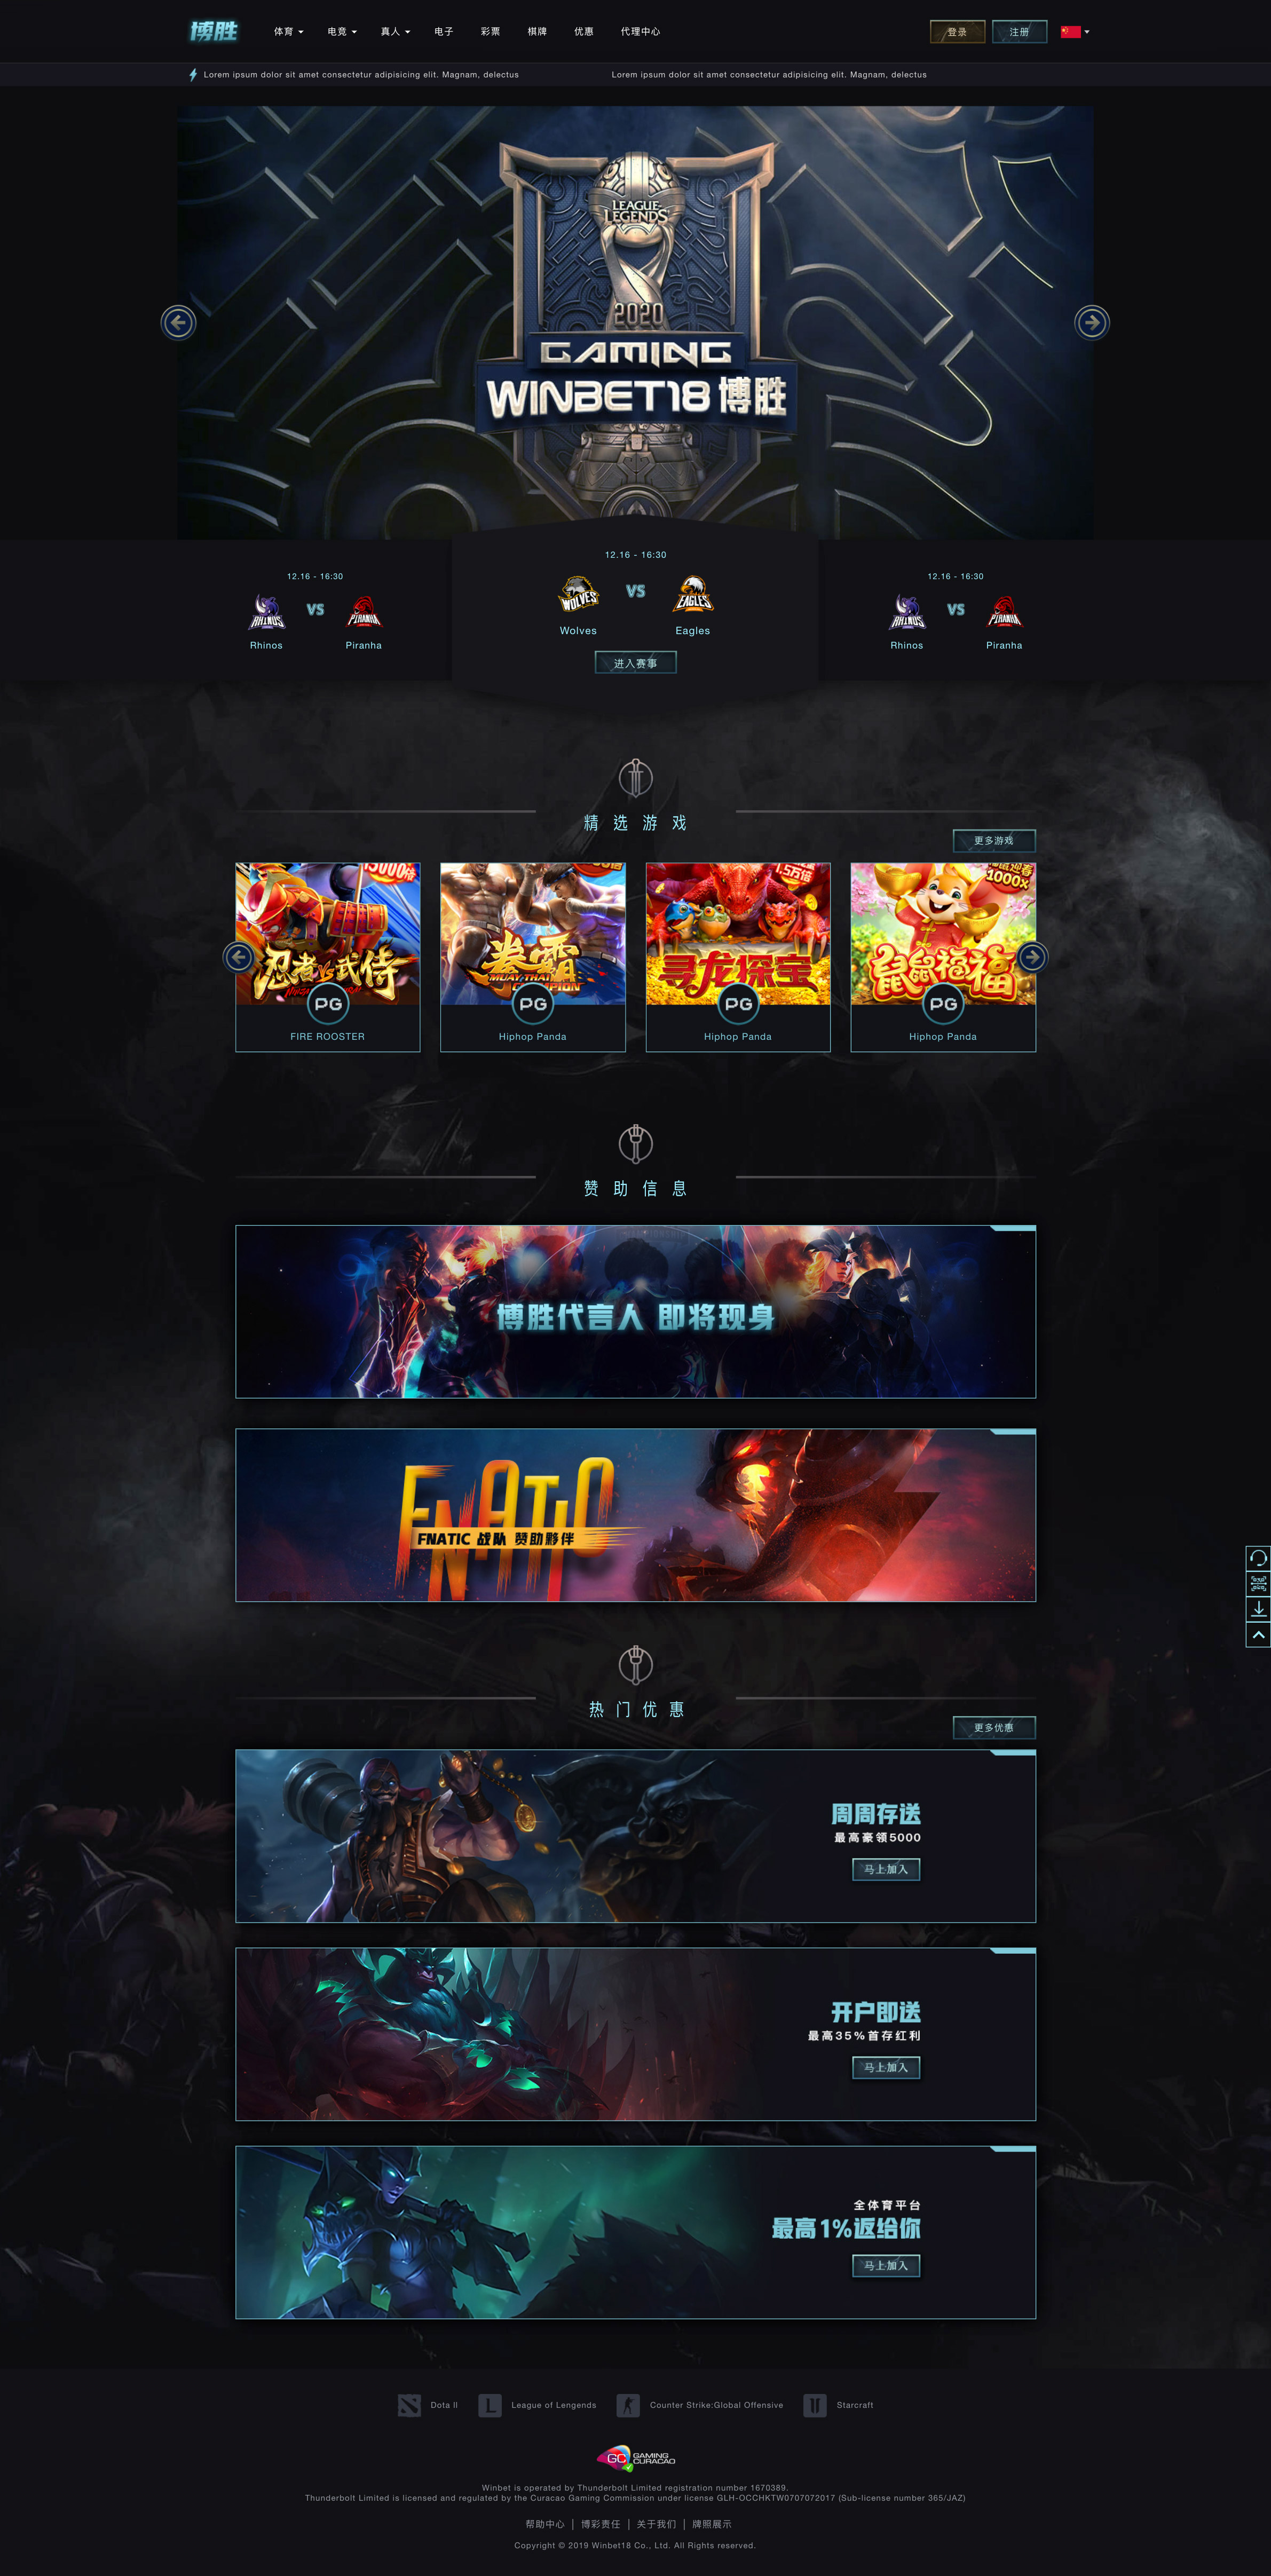 博胜
体育 电竞 真人 电子 彩票 棋牌 优惠 代理中心 登录 注册
Lorem ipsum dolor sit amet consectetur adipisicing elit. Magnam, delectus Lorem ipsum dolor sit amet consectetur adipisicing elit. Magnam, delectus
LEAGUE
LEGENDS
2020
GAMING
WINBET18 博胜
12.16 - 16:30
RHINOS VS PIRANHA
Rhinos Piranha
12.16 - 16:30
WOLVES VS EAGLES
Wolves Eagles
进入赛事
12.16 - 16:30
RHINOS VS PIRANHA
Rhinos Piranha
精选游戏
更多游戏
忍者VS武侍
PG
FIRE ROOSTER
拳霸
MUAY THAI
CHAMPION
PG
Hiphop Panda
1.5万倍
寻龙探宝
PG
Hiphop Panda
1000x
鼠鼠福福
PG
Hiphop Panda
赞助信息
博胜代言人 即将现身
FNATIC
FNATIC 战队 赞助夥伴
热门优惠
更多优惠
周周存送
最高豪领5000
马上加入
开户即送
最高35%首存红利
马上加入
全体育平台
最高1%返给你
马上加入
Dota II League of Lengends Counter Strike:Global Offensive Starcraft
GC GAMING
CURACAO
Winbet is operated by Thunderbolt Limited registration number 1670389.
Thunderbolt Limited is licensed and regulated by the Curacao Gaming Commission under license GLH-OCCHKTW0707072017 (Sub-license number 365/JAZ)
帮助中心 | 博彩责任 | 关于我们 | 牌照展示
Copyright © 2019 Winbet18 Co., Ltd. All Rights reserved.